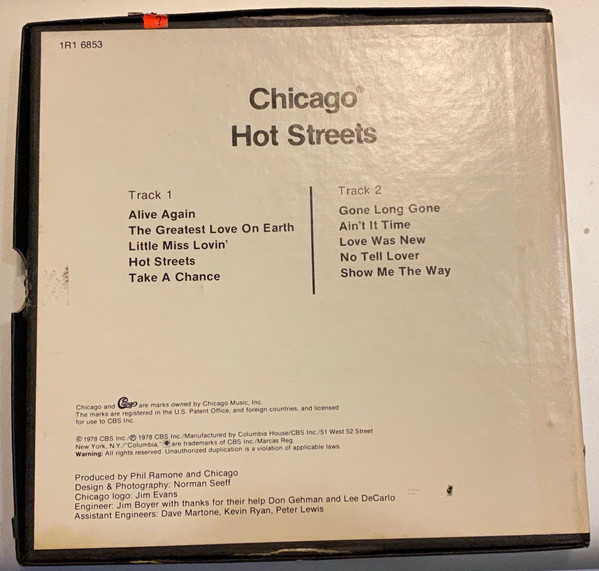 1R1 6853
Chicago®
Hot Streets
Track 1
Alive Again
The Greatest Love On Earth
Little Miss Lovin'
Hot Streets
Take A Chance
Track 2
Gone Long Gone
Ain't It Time
Love Was New
No Tell Lover
Show Me The Way
Chicago and Chicago are marks owned by Chicago Music, Inc.
The marks are registered in the U.S. Patent Office, and foreign countries, and licensed
for use to CBS Inc.
© 1978 CBS Inc./℗ 1978 CBS Inc./Manufactured by Columbia House/CBS Inc./51 West 52 Street
New York, N.Y./"Columbia," are trademarks of CBS Inc./Marcas Reg.
Warning: All rights reserved. Unauthorized duplication is a violation of applicable laws.
Produced by Phil Ramone and Chicago
Design & Photography: Norman Seeff
Chicago logo: Jim Evans
Engineer: Jim Boyer with thanks for their help Don Gehman and Lee DeCarlo
Assistant Engineers: Dave Martone, Kevin Ryan, Peter Lewis